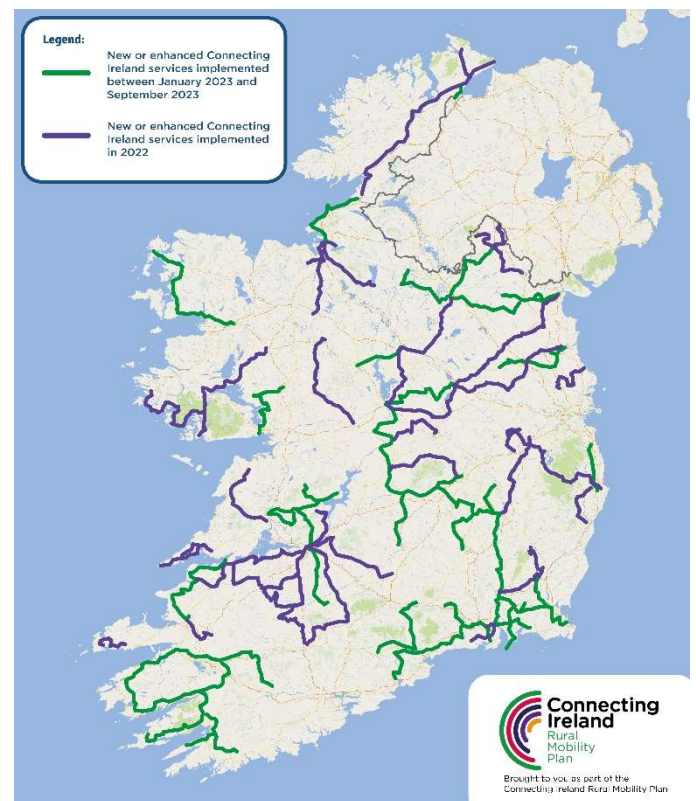 Legend:
New or enhanced Connecting
Ireland services implemented
between January 2023 and
September 2023
New or enhanced Connecting
Ireland services implemented
in 2022
Connecting
Ireland
Rural
Mobility
Plan
Brought to you as part of the
Connecting Ireland Rural Mobility Plan